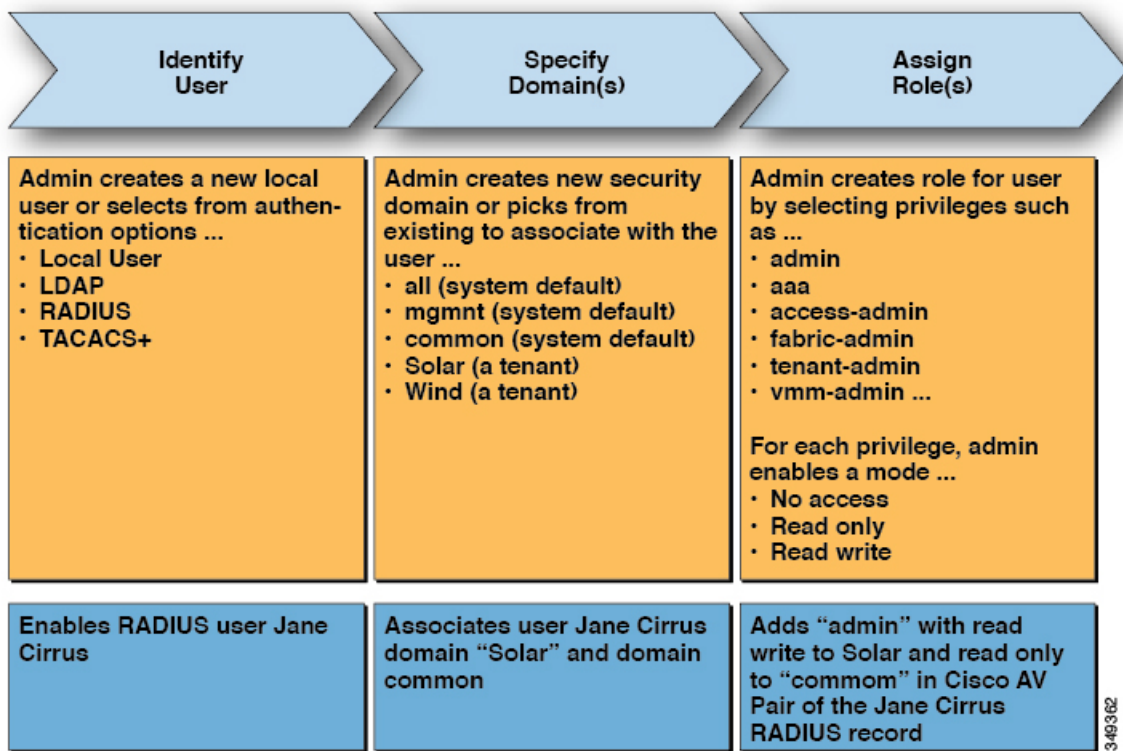 Identify
User
Specify
Domain(s)
Assign
Role(s)
Admin creates a new local
user or selects from authen-
tication options ...
• Local User
• LDAP
• RADIUS
• TACACS+
Admin creates new security
domain or picks from
existing to associate with the
user ...
• all (system default)
• mgmnt (system default)
• common (system default)
• Solar (a tenant)
• Wind (a tenant)
Admin creates role for user
by selecting privileges such
as ...
• admin
• aaa
• access-admin
• fabric-admin
• tenant-admin
• vmm-admin ...
For each privilege, admin
enables a mode ...
• No access
• Read only
• Read write
Enables RADIUS user Jane
Cirrus
Associates user Jane Cirrus
domain “Solar” and domain
common
Adds “admin” with read
write to Solar and read only
to “commom” in Cisco AV
Pair of the Jane Cirrus
RADIUS record
349362